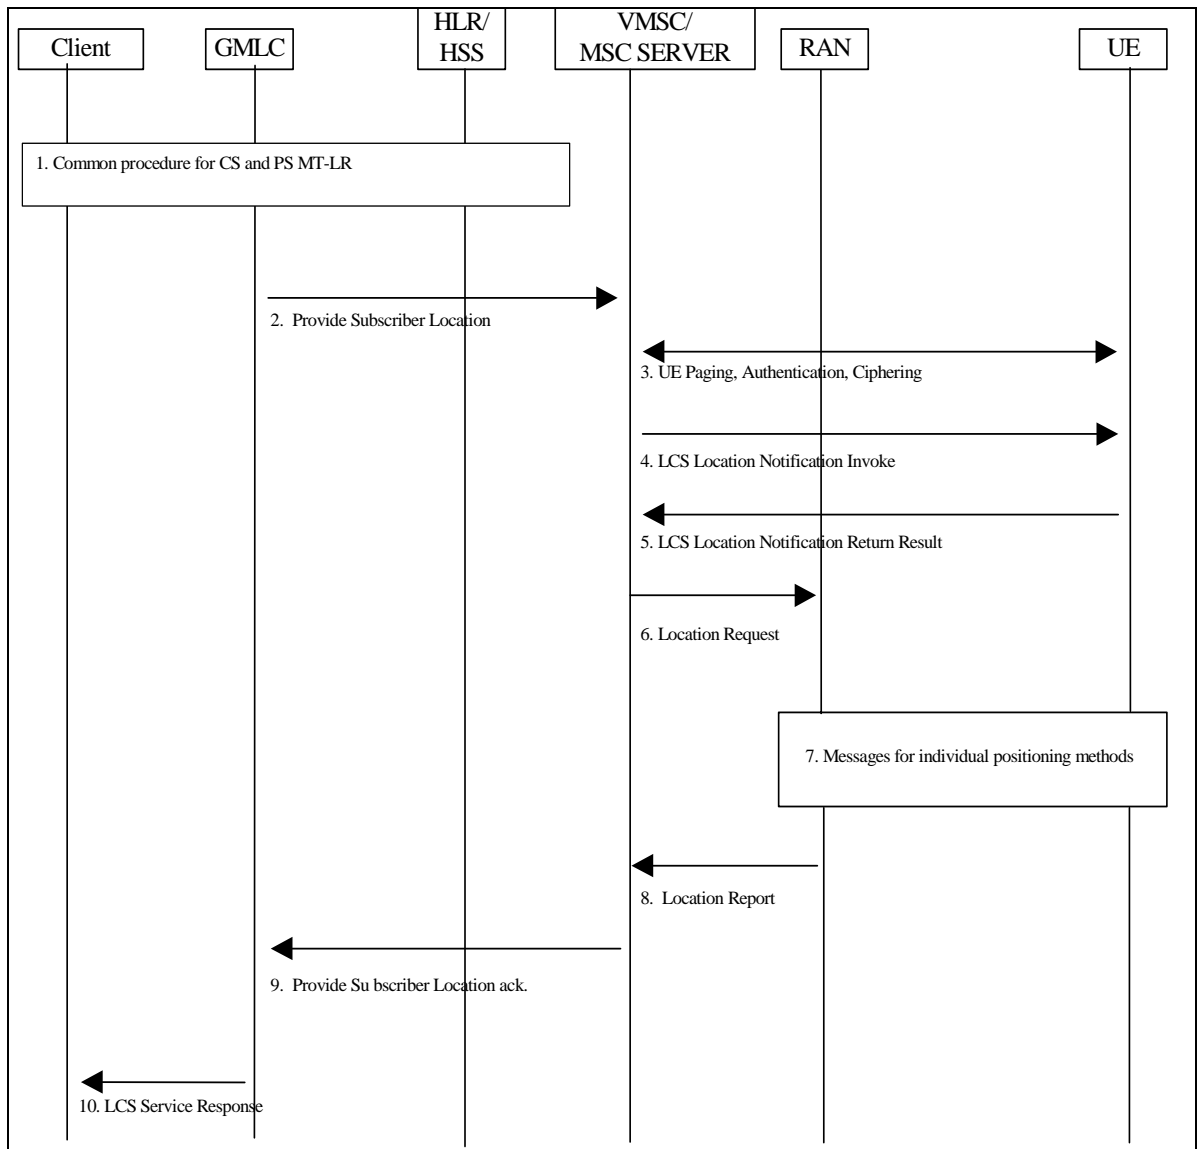 Client
GMLC
HLR/
HSS
VMSC/
MSC SERVER
RAN
UE
1. Common procedure for CS and PS MT-LR
2. Provide Subscriber Location
3. UE Paging, Authentication, Ciphering
4. LCS Location Notification Invoke
5. LCS Location Notification Return Result
6. Location Request
7. Messages for individual positioning methods
8. Location Report
9. Provide Su bscriber Location ack.
10. LCS Service Response